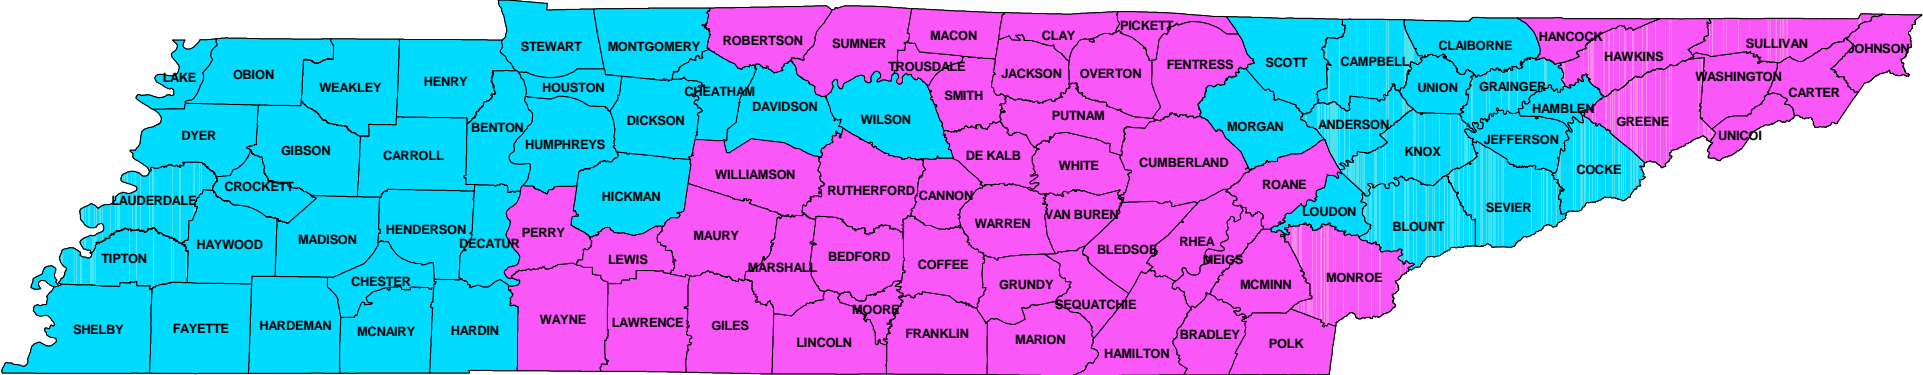 STEWART
MONTGOMERY
ROBERTSON
SUMNER
MACON
CLAY
PICKETT
TROUSDALE
JACKSON
OVERTON
FENTRESS
SCOTT
CAMPBELL
CLAIBORNE
HANCOCK
HAWKINS
SULLIVAN
JOHNSON
LAKE
OBION
WEAKLEY
HENRY
HOUSTON
CHEATHAM
DAVIDSON
WILSON
SMITH
PUTNAM
MORGAN
ANDERSON
UNION
GRAINGER
HAMBLEN
GREENE
WASHINGTON
CARTER
UNICOI
DYER
GIBSON
CARROLL
BENTON
HUMPHREYS
DICKSON
DE KALB
WHITE
CUMBERLAND
ROANE
KNOX
JEFFERSON
COCKE
LAUDERDALE
CROCKETT
HICKMAN
WILLIAMSON
RUTHERFORD
CANNON
WARREN
VAN BUREN
LOUDON
BLOUNT
SEVIER
TIPTON
HAYWOOD
MADISON
HENDERSON
DECATUR
PERRY
LEWIS
MAURY
MARSHALL
BEDFORD
COFFEE
GRUNDY
BLEDSOE
RHEA
MEIGS
MCMINN
MONROE
CHESTER
SEQUATCHIE
SHELBY
FAYETTE
HARDEMAN
MCNAIRY
HARDIN
WAYNE
LAWRENCE
GILES
LINCOLN
MOORE
FRANKLIN
MARION
HAMILTON
BRADLEY
POLK